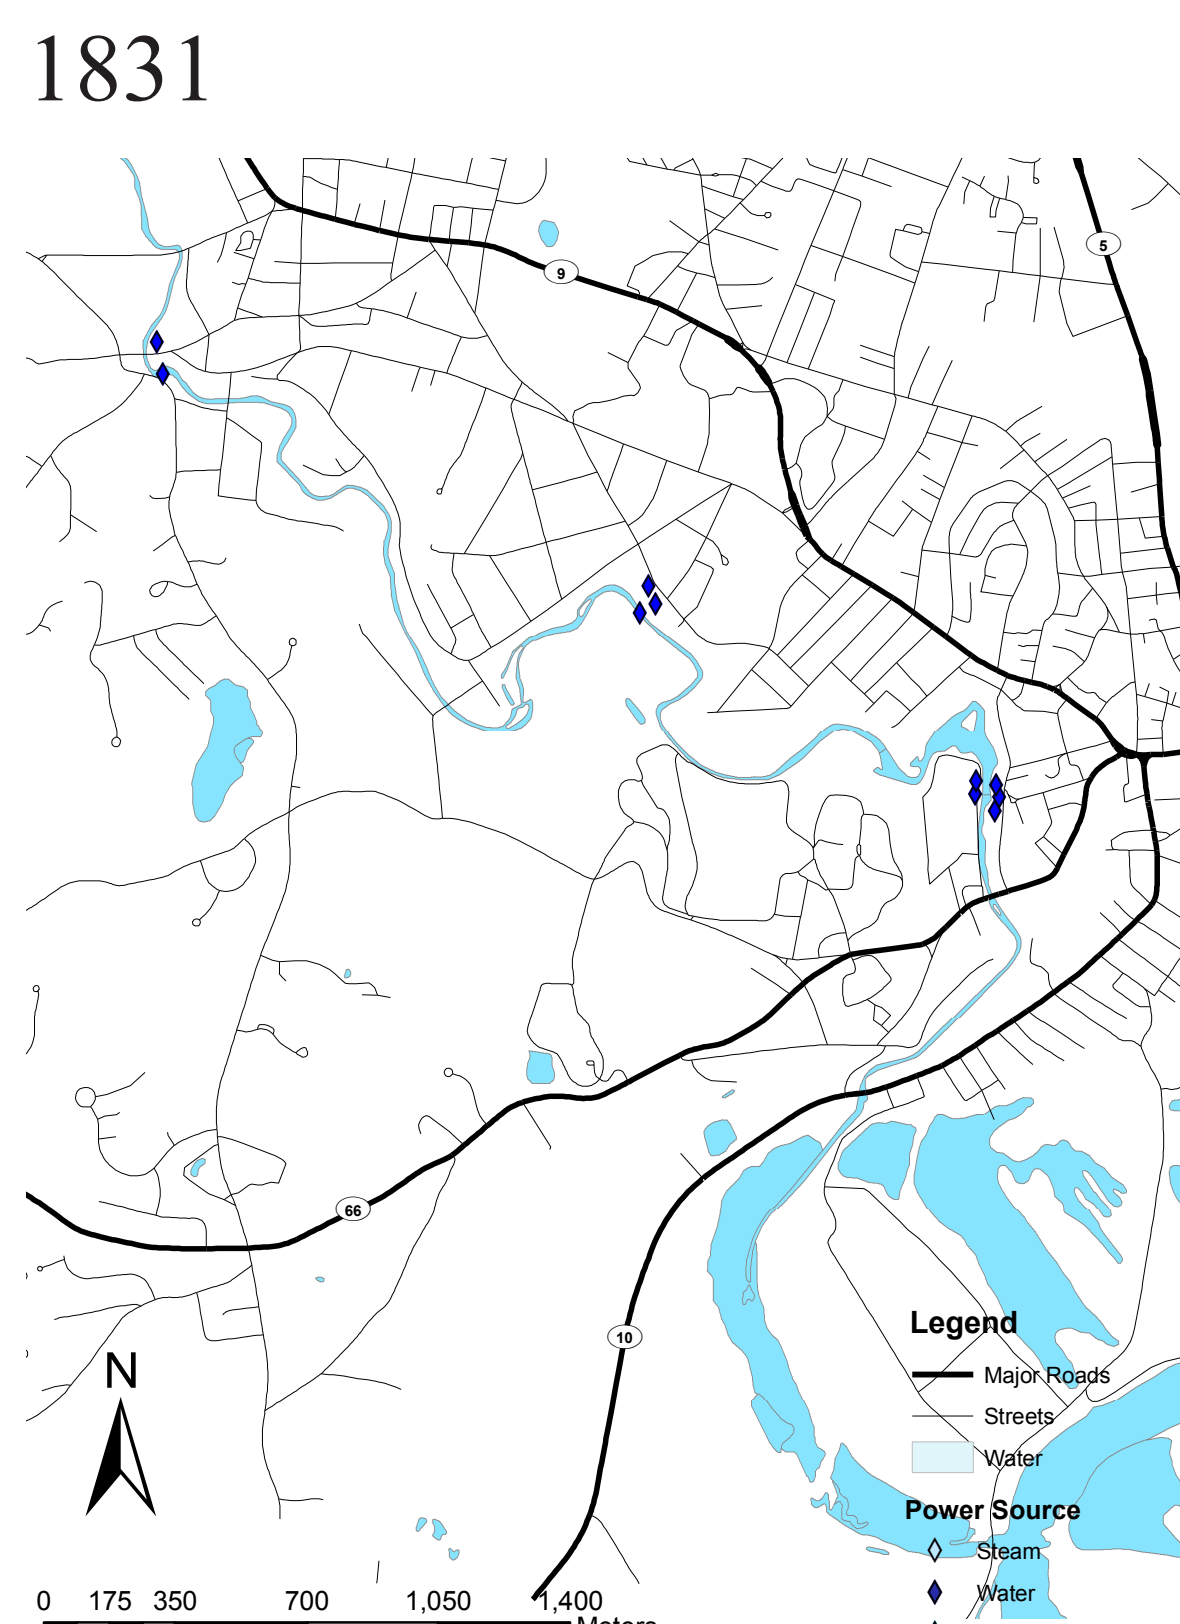 1831
5
9
66
10
N
Legend
Major Roads
Streets
Water
Power Source
Steam
Water
0 175 350 700 1,050 1,400
Meters